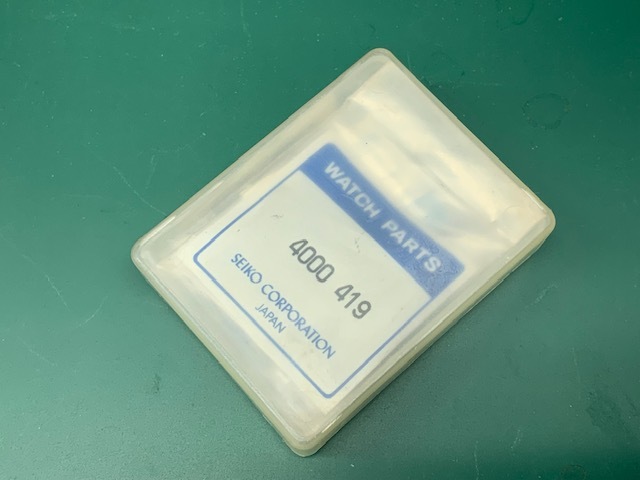 WATCH PARTS
4000 419
SEIKO CORPORATION
JAPAN